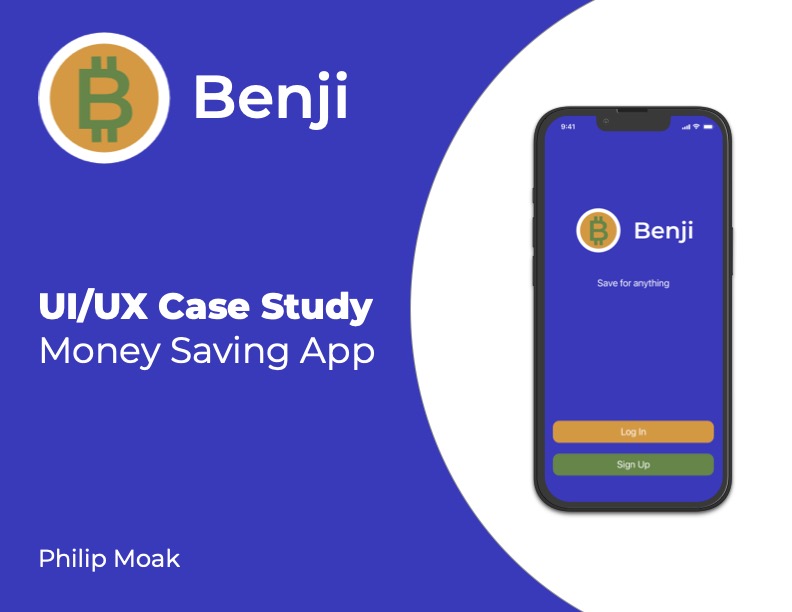 Benji
UI/UX Case Study
Money Saving App
Philip Moak
9:41
Benji
Save for anything
Log In
Sign Up